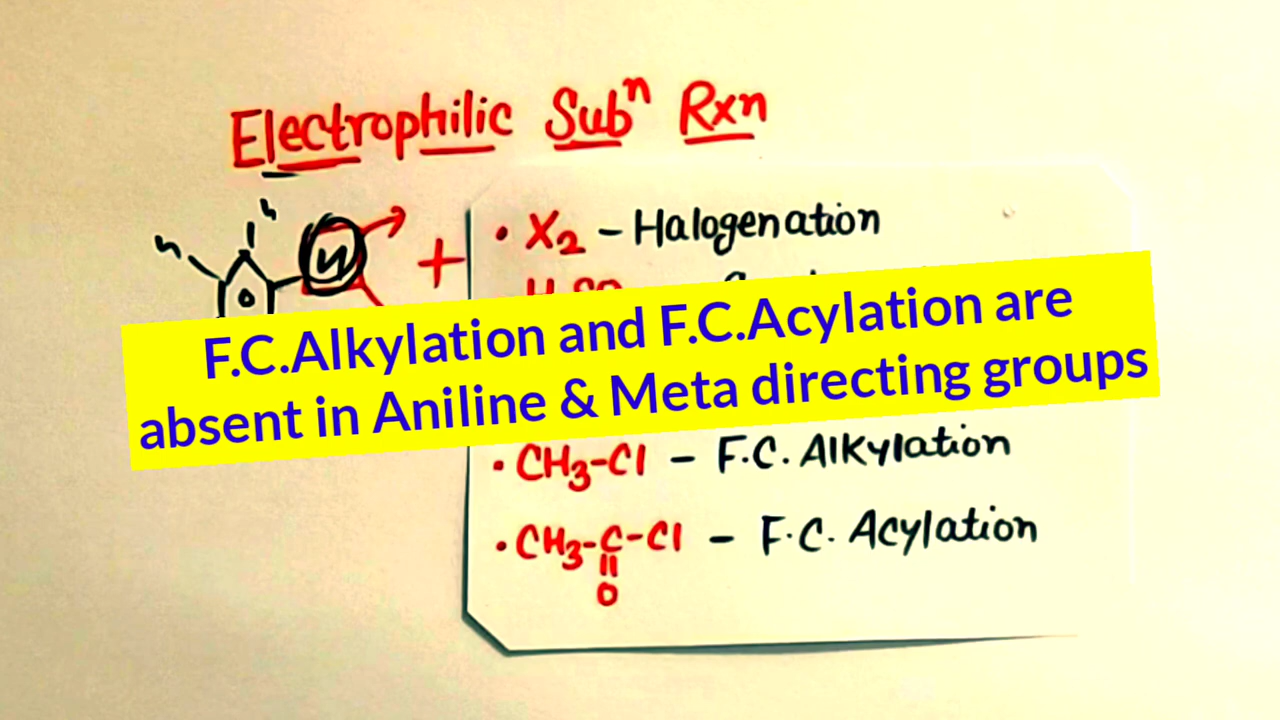 Electrophilic Subⁿ Rxn
H
H
H
+
• X₂ – Halogenation
F.C.Alkylation and F.C.Acylation are
absent in Aniline & Meta directing groups
• CH₃-Cl – F.C. Alkylation
• CH₃-C-Cl – F.C. Acylation
O